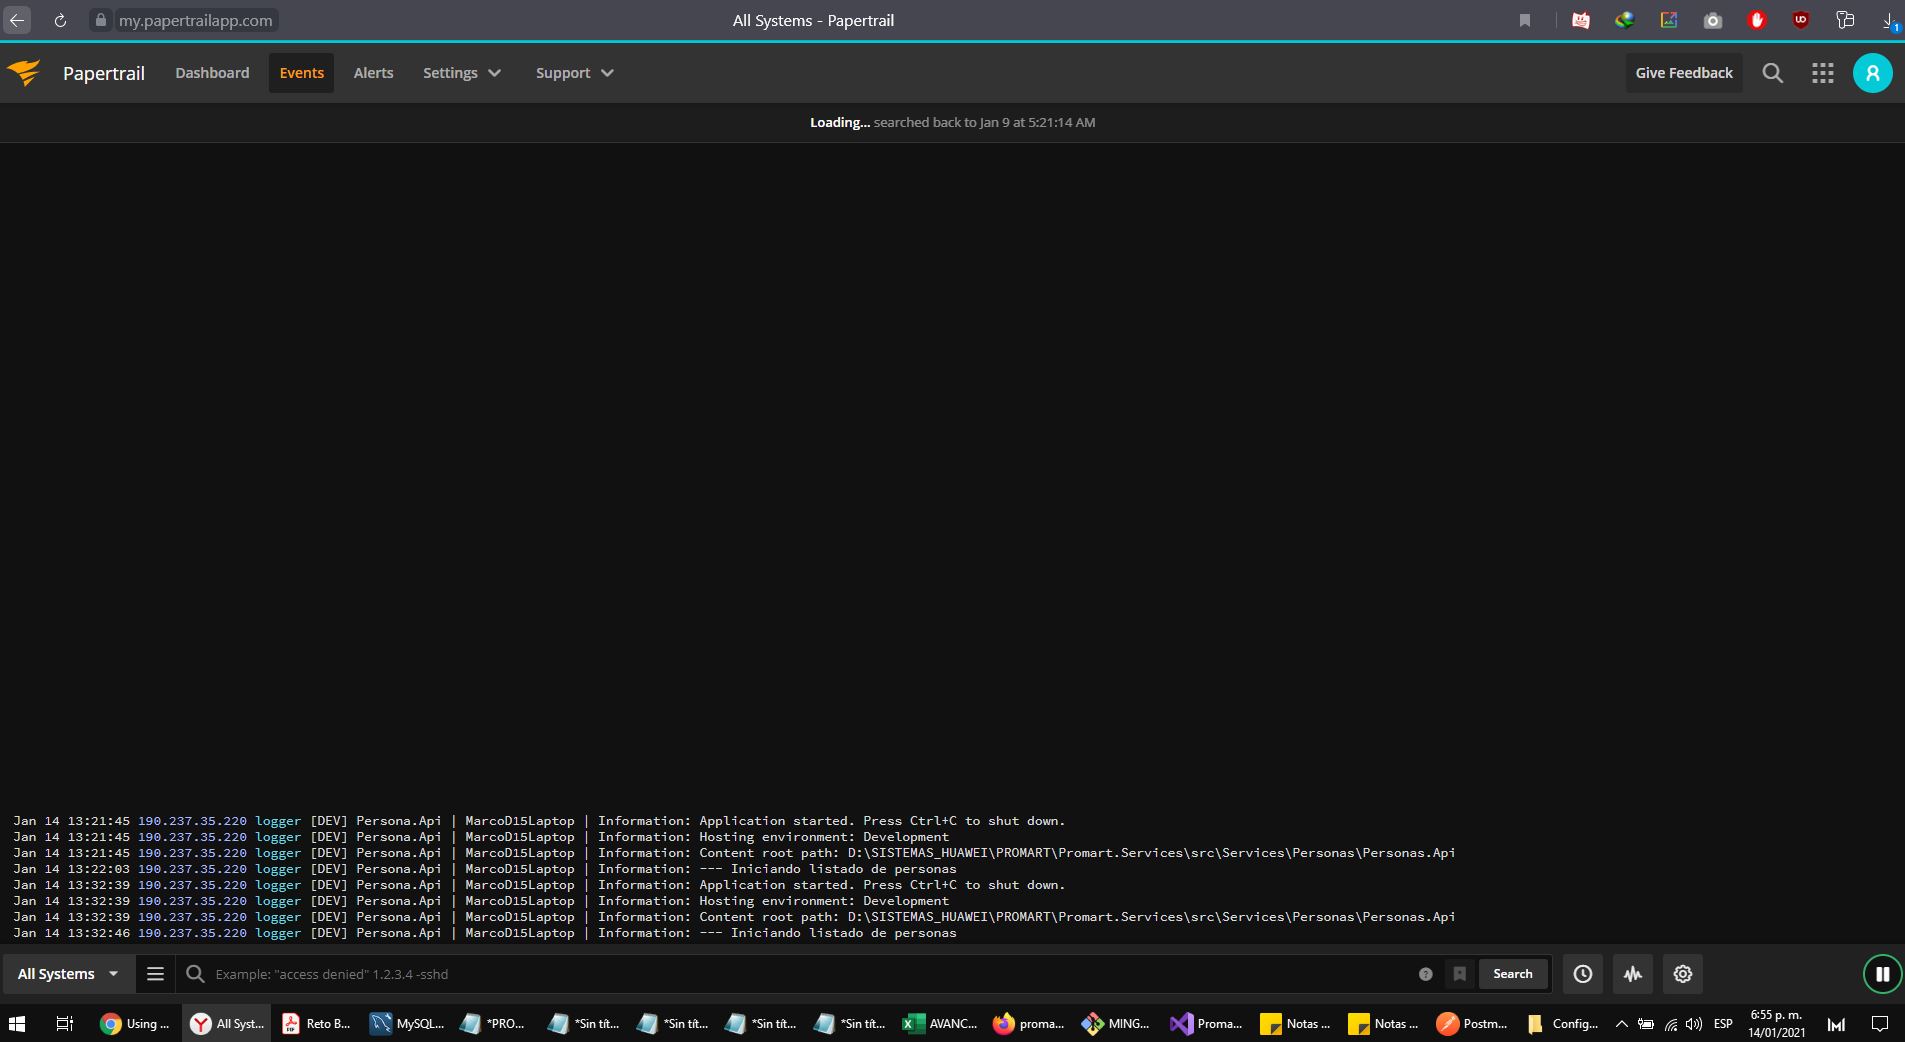 my.papertrailapp.com
All Systems - Papertrail
1
Papertrail Dashboard Events Alerts Settings Support Give Feedback
Loading... searched back to Jan 9 at 5:21:14 AM
Jan 14 13:21:45 190.237.35.220 logger [DEV] Persona.Api | MarcoD15Laptop | Information: Application started. Press Ctrl+C to shut down.
Jan 14 13:21:45 190.237.35.220 logger [DEV] Persona.Api | MarcoD15Laptop | Information: Hosting environment: Development
Jan 14 13:21:45 190.237.35.220 logger [DEV] Persona.Api | MarcoD15Laptop | Information: Content root path: D:\SISTEMAS_HUAWEI\PROMART\Promart.Services\src\Services\Personas\Personas.Api
Jan 14 13:22:03 190.237.35.220 logger [DEV] Persona.Api | MarcoD15Laptop | Information: --- Iniciando listado de personas
Jan 14 13:32:39 190.237.35.220 logger [DEV] Persona.Api | MarcoD15Laptop | Information: Application started. Press Ctrl+C to shut down.
Jan 14 13:32:39 190.237.35.220 logger [DEV] Persona.Api | MarcoD15Laptop | Information: Hosting environment: Development
Jan 14 13:32:39 190.237.35.220 logger [DEV] Persona.Api | MarcoD15Laptop | Information: Content root path: D:\SISTEMAS_HUAWEI\PROMART\Promart.Services\src\Services\Personas\Personas.Api
Jan 14 13:32:46 190.237.35.220 logger [DEV] Persona.Api | MarcoD15Laptop | Information: --- Iniciando listado de personas
All Systems Example: "access denied" 1.2.3.4 -sshd ? Search
Using ... All Syst... Reto B... MySQL... *PRO... *Sin tít... *Sin tít... *Sin tít... *Sin tít... AVANC... proma... MING... Proma... Notas ... Notas ... Postm... Config... ESP
6:55 p. m.
14/01/2021